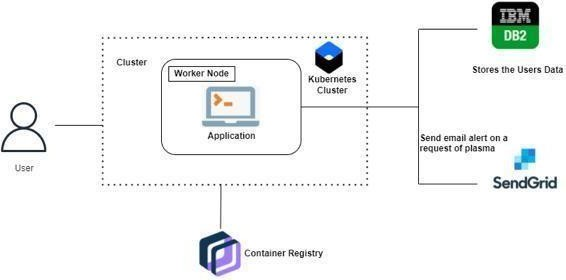 IBM
DB2
Stores the Users Data
Cluster
Worker Node
Kubernetes
Cluster
Application
User
Send email alert on a
request of plasma
SendGrid
Container Registry